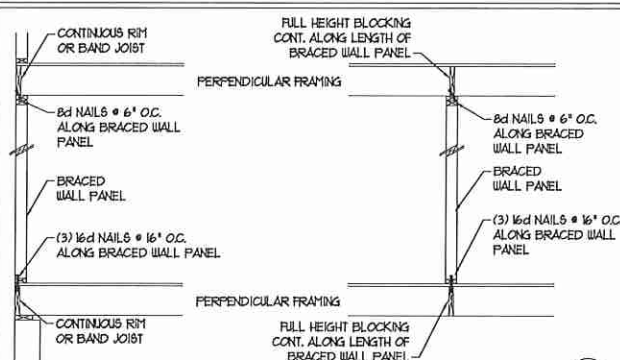 CONTINUOUS RIM
OR BAND JOIST
FULL HEIGHT BLOCKING
CONT. ALONG LENGTH OF
BRACED WALL PANEL
PERPENDICULAR FRAMING
8d NAILS @ 6" O.C.
ALONG BRACED WALL
PANEL
8d NAILS @ 6" O.C.
ALONG BRACED
WALL PANEL
BRACED
WALL PANEL
BRACED
WALL PANEL
(3) 16d NAILS @ 16" O.C.
ALONG BRACED WALL PANEL
(3) 16d NAILS @ 16" O.C.
ALONG BRACED WALL
PANEL
PERPENDICULAR FRAMING
CONTINUOUS RIM
OR BAND JOIST
FULL HEIGHT BLOCKING
CONT. ALONG LENGTH OF
BRACED WALL PANEL